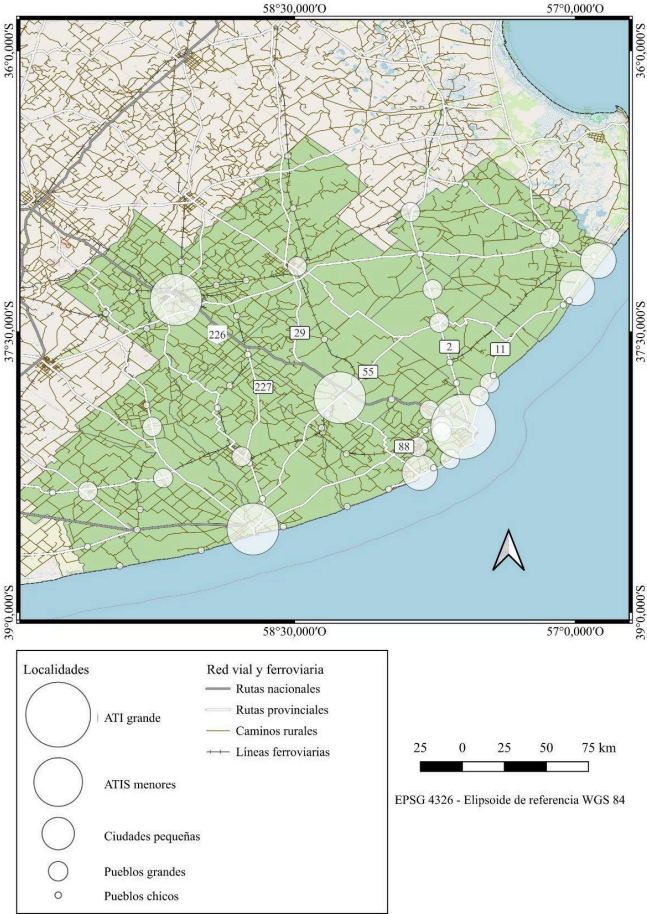 58°30,000'O
57°0,000'O
36°0,000'S
36°0,000'S
37°30,000'S
37°30,000'S
226
29
2
11
55
227
88
39°0,000'S
39°0,000'S
58°30,000'O
57°0,000'O
Localidades
Red vial y ferroviaria
ATI grande
ATIS menores
Ciudades pequeñas
Pueblos grandes
Pueblos chicos
Rutas nacionales
Rutas provinciales
Caminos rurales
Líneas ferroviarias
25 0 25 50 75 km
EPSG 4326 - Elipsoide de referencia WGS 84